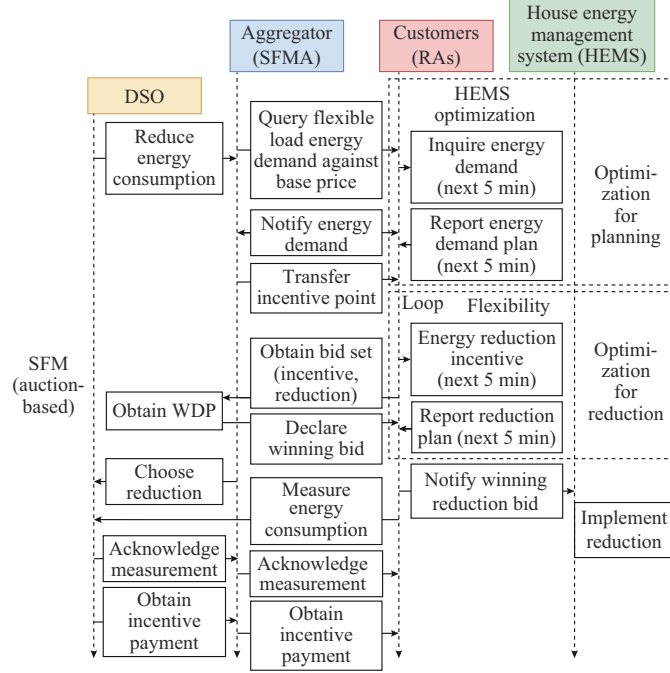 House energy
management
system (HEMS)
Aggregator
(SFMA)
Customers
(RAs)
DSO
HEMS
optimization
Reduce
energy
consumption
Query flexible
load energy
demand against
base price
Inquire energy
demand
(next 5 min)
Optimi-
zation
for
planning
Notify energy
demand
Report energy
demand plan
(next 5 min)
Transfer
incentive point
Loop
Flexibility
SFM
(auction-
based)
Obtain bid set
(incentive,
reduction)
Energy reduction
incentive
(next 5 min)
Optimi-
zation
for
reduction
Obtain WDP
Declare
winning bid
Report reduction
plan (next 5 min)
Choose
reduction
Measure
energy
consumption
Notify winning
reduction bid
Implement
reduction
Acknowledge
measurement
Acknowledge
measurement
Obtain
incentive
payment
Obtain
incentive
payment